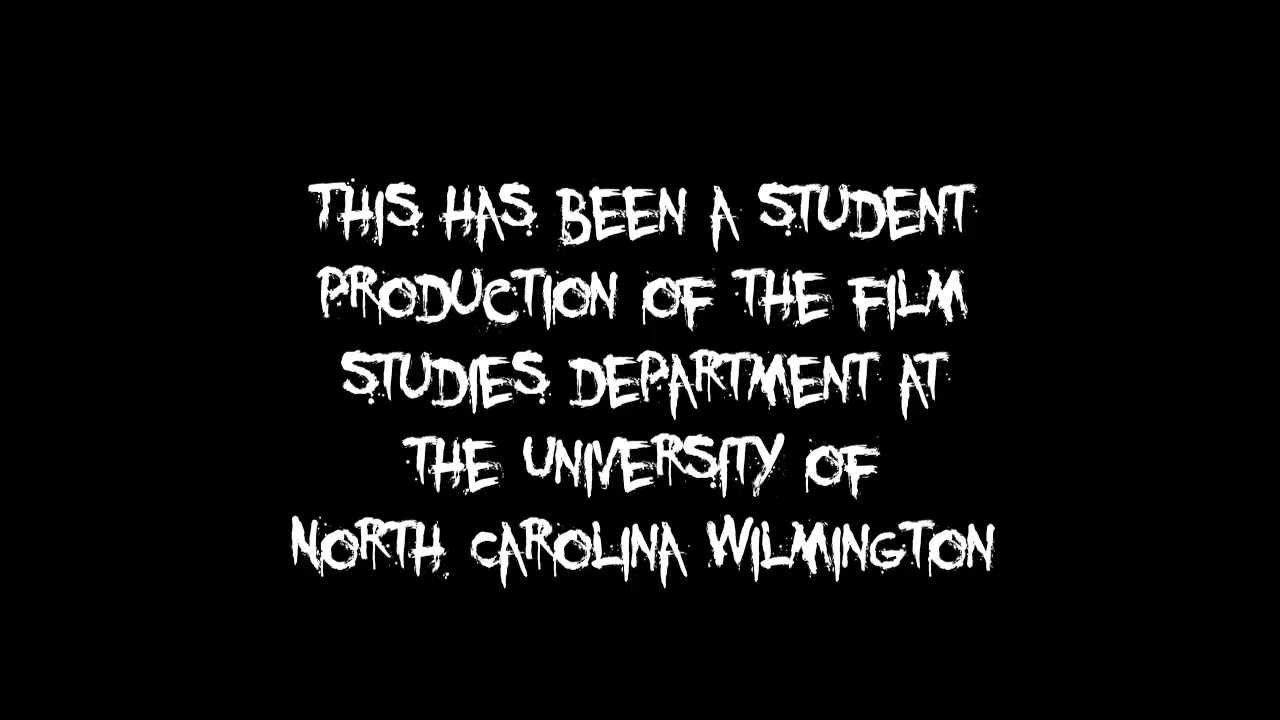 THIS HAS BEEN A STUDENT
PRODUCTION OF THE FILM
STUDIES DEPARTMENT AT
THE UNIVERSITY OF
NORTH CAROLINA WILMINGTON